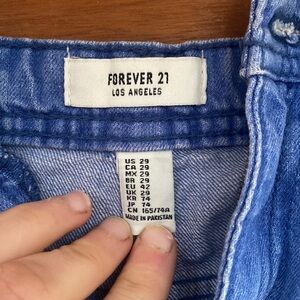 FOREVER 21
LOS ANGELES
US 29
CA 29
MX 29
BR 29
EU 42
UK 29
KR 74
JP 74
CN 165/74A
MADE IN PAKISTAN